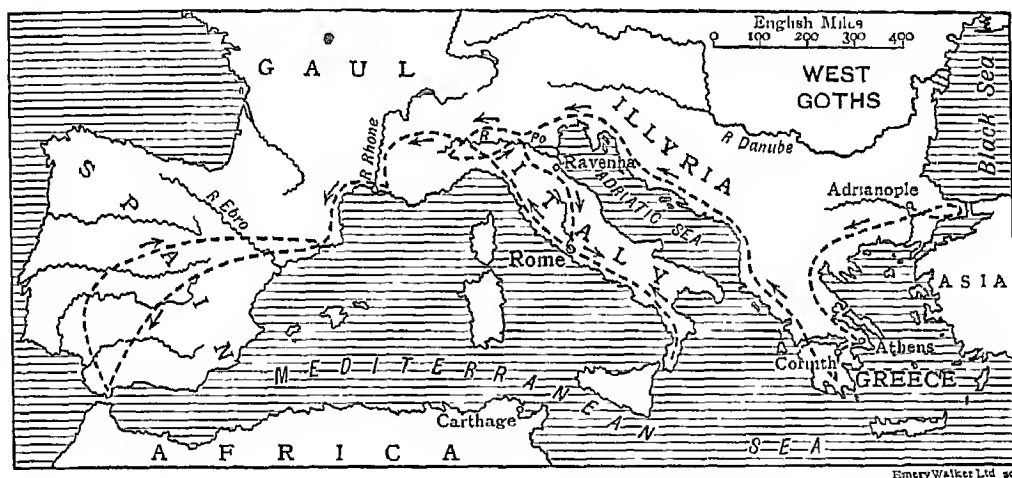 English Miles
0 100 200 300 400
WEST
GOTHS
Black Sea
GAUL
R Rhone
R
Po
ILLYRIA
R Danube
Ravenna
ADRIATIC SEA
Adrianople
SPAIN
R Ebro
ITALY
Rome
ASIA
Corinth
Athens
GREECE
MEDITERRANEAN
SEA
Carthage
AFRICA
Emery Walker Ltd sc